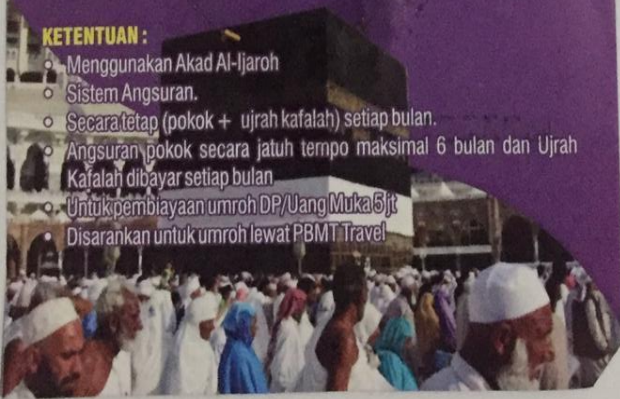 KETENTUAN :
Menggunakan Akad Al-Ijaroh
Sistem Angsuran.
Secara tetap (pokok + ujrah kafalah) setiap bulan.
Angsuran pokok secara jatuh tempo maksimal 6 bulan dan Ujrah
Kafalah dibayar setiap bulan
Untuk pembiayaan umroh DP/Uang Muka 5 jt
Disarankan untuk umroh lewat PBMT Travel